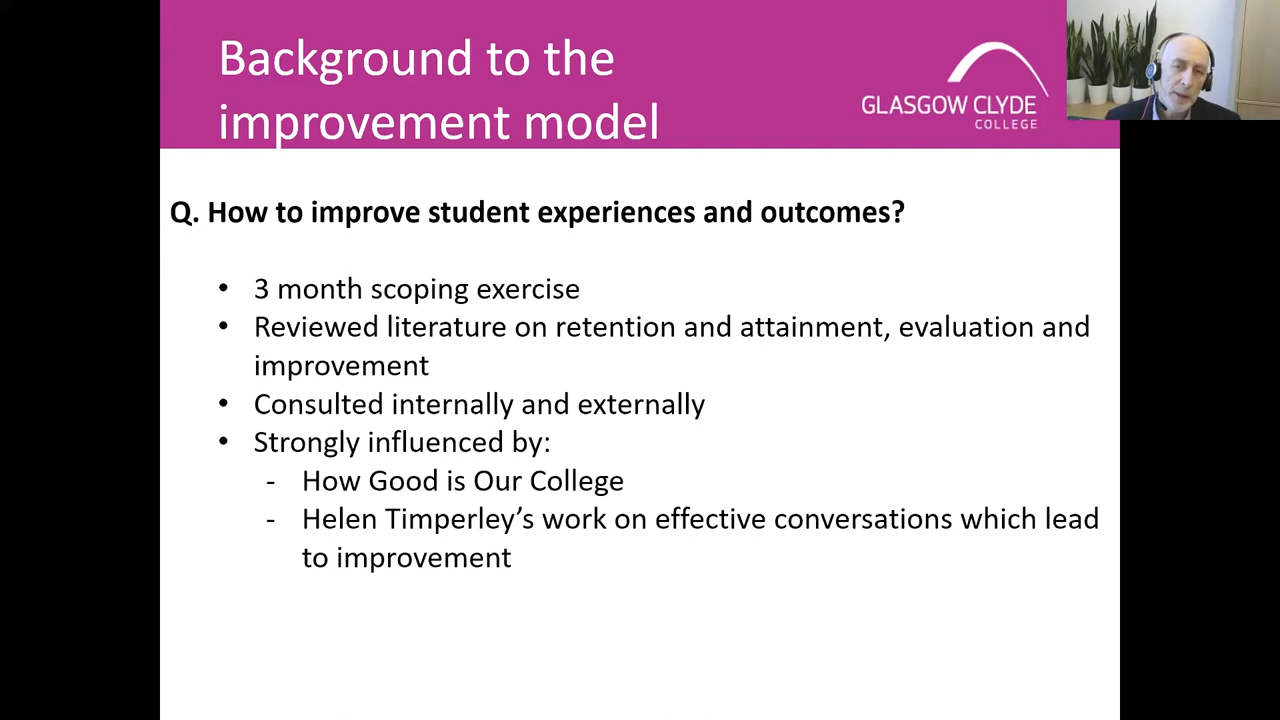 Background to the
improvement model
GLASGOW CLYDE
COLLEGE
Q. How to improve student experiences and outcomes?
• 3 month scoping exercise
• Reviewed literature on retention and attainment, evaluation and
improvement
• Consulted internally and externally
• Strongly influenced by:
- How Good is Our College
- Helen Timperley’s work on effective conversations which lead
to improvement